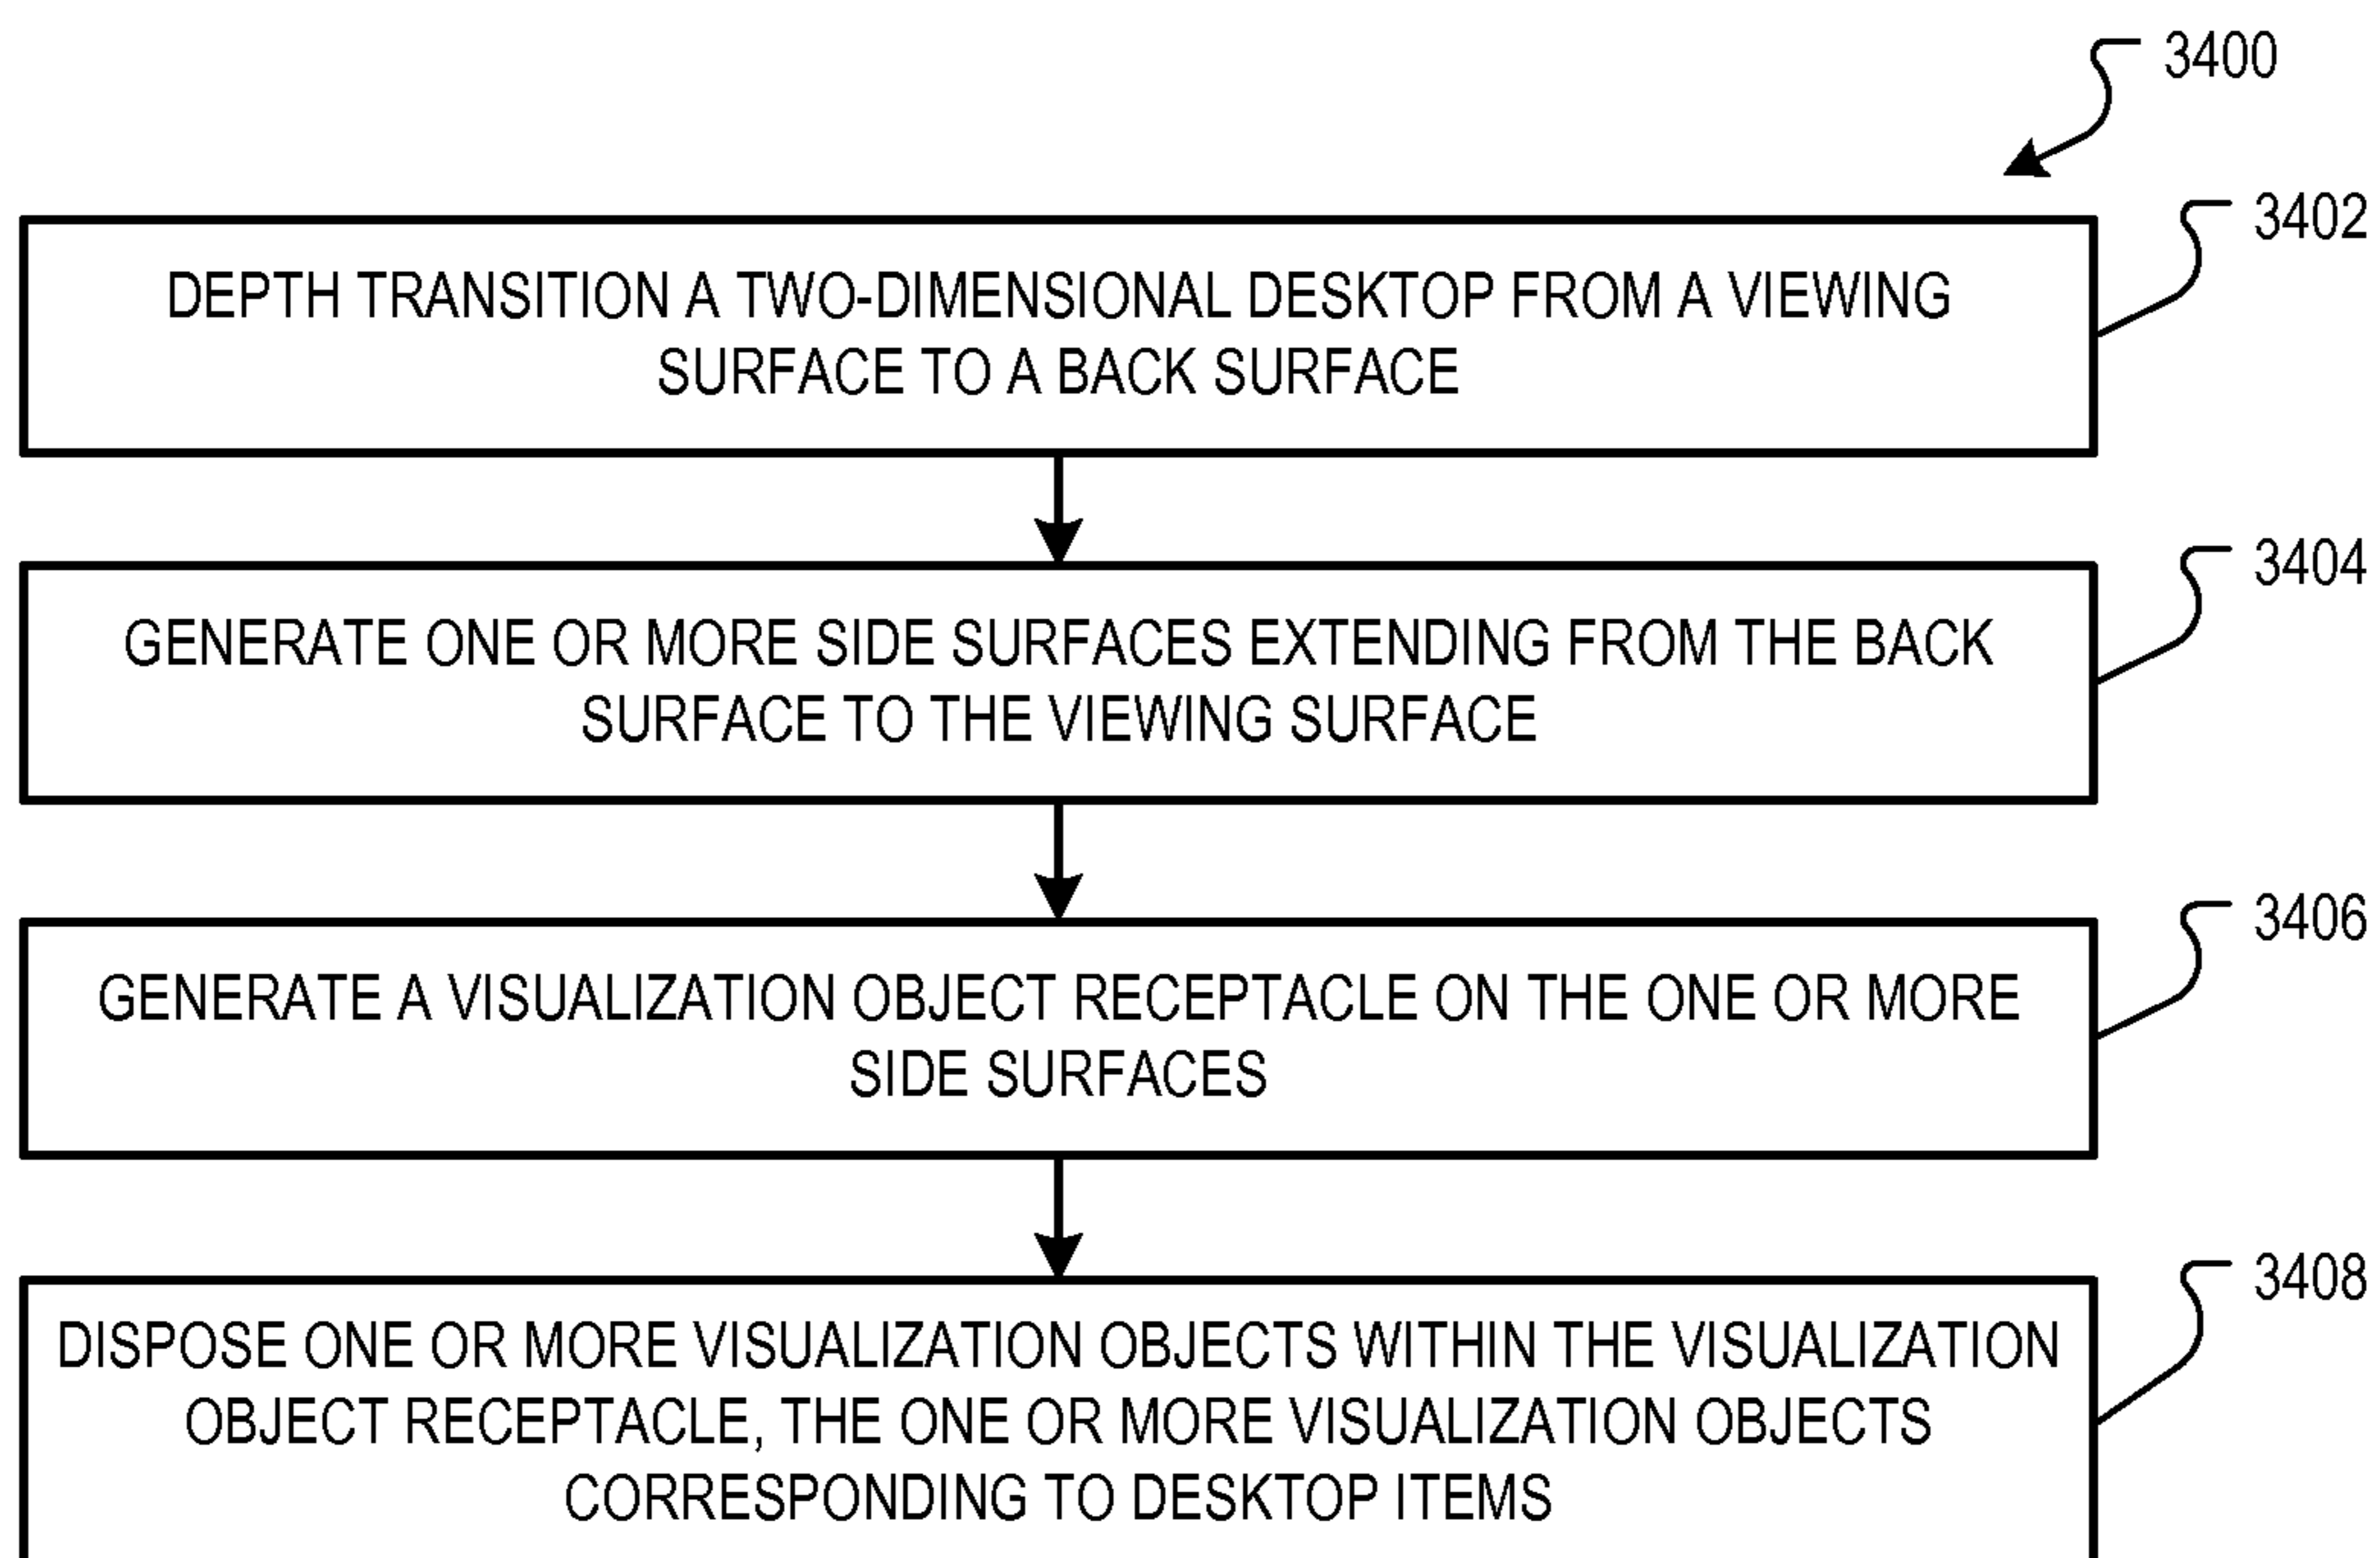 3400
3402
DEPTH TRANSITION A TWO-DIMENSIONAL DESKTOP FROM A VIEWING
SURFACE TO A BACK SURFACE
3404
GENERATE ONE OR MORE SIDE SURFACES EXTENDING FROM THE BACK
SURFACE TO THE VIEWING SURFACE
3406
GENERATE A VISUALIZATION OBJECT RECEPTACLE ON THE ONE OR MORE
SIDE SURFACES
3408
DISPOSE ONE OR MORE VISUALIZATION OBJECTS WITHIN THE VISUALIZATION
OBJECT RECEPTACLE, THE ONE OR MORE VISUALIZATION OBJECTS
CORRESPONDING TO DESKTOP ITEMS